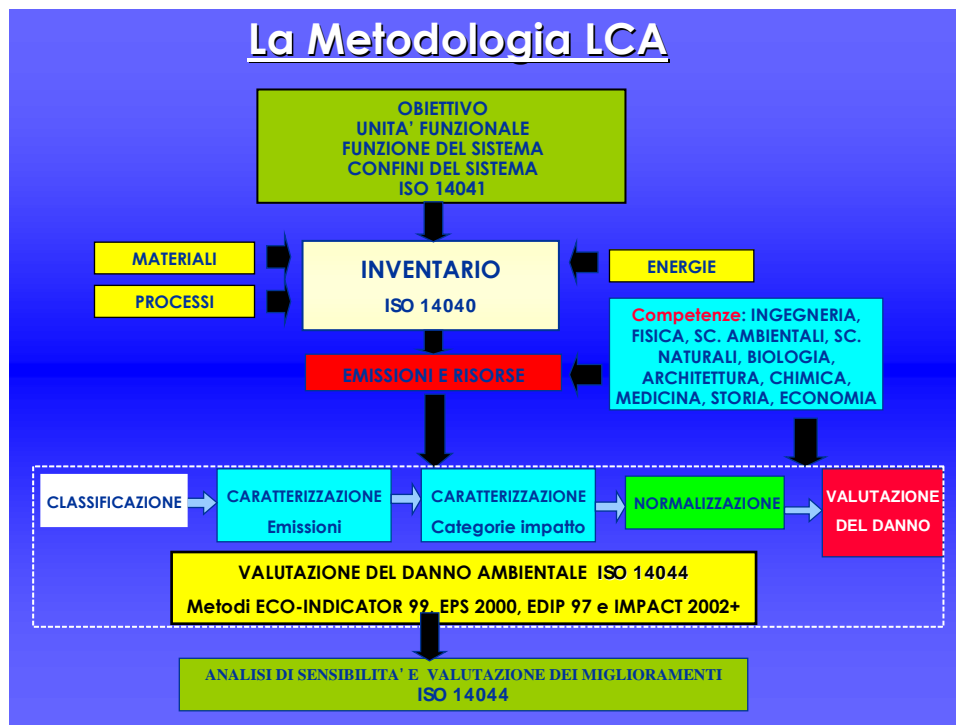 La Metodologia LCA
OBIETTIVO
UNITA' FUNZIONALE
FUNZIONE DEL SISTEMA
CONFINI DEL SISTEMA
ISO 14041
MATERIALI
PROCESSI
INVENTARIO
ISO 14040
ENERGIE
EMISSIONI E RISORSE
Competenze: INGEGNERIA,
FISICA, SC. AMBIENTALI, SC.
NATURALI, BIOLOGIA,
ARCHITETTURA, CHIMICA,
MEDICINA, STORIA, ECONOMIA
CLASSIFICAZIONE
CARATTERIZZAZIONE
Emissioni
CARATTERIZZAZIONE
Categorie impatto
NORMALIZZAZIONE
VALUTAZIONE
DEL DANNO
VALUTAZIONE DEL DANNO AMBIENTALE ISO 14044
Metodi ECO-INDICATOR 99, EPS 2000, EDIP 97 e IMPACT 2002+
ANALISI DI SENSIBILITA' E VALUTAZIONE DEI MIGLIORAMENTI
ISO 14044